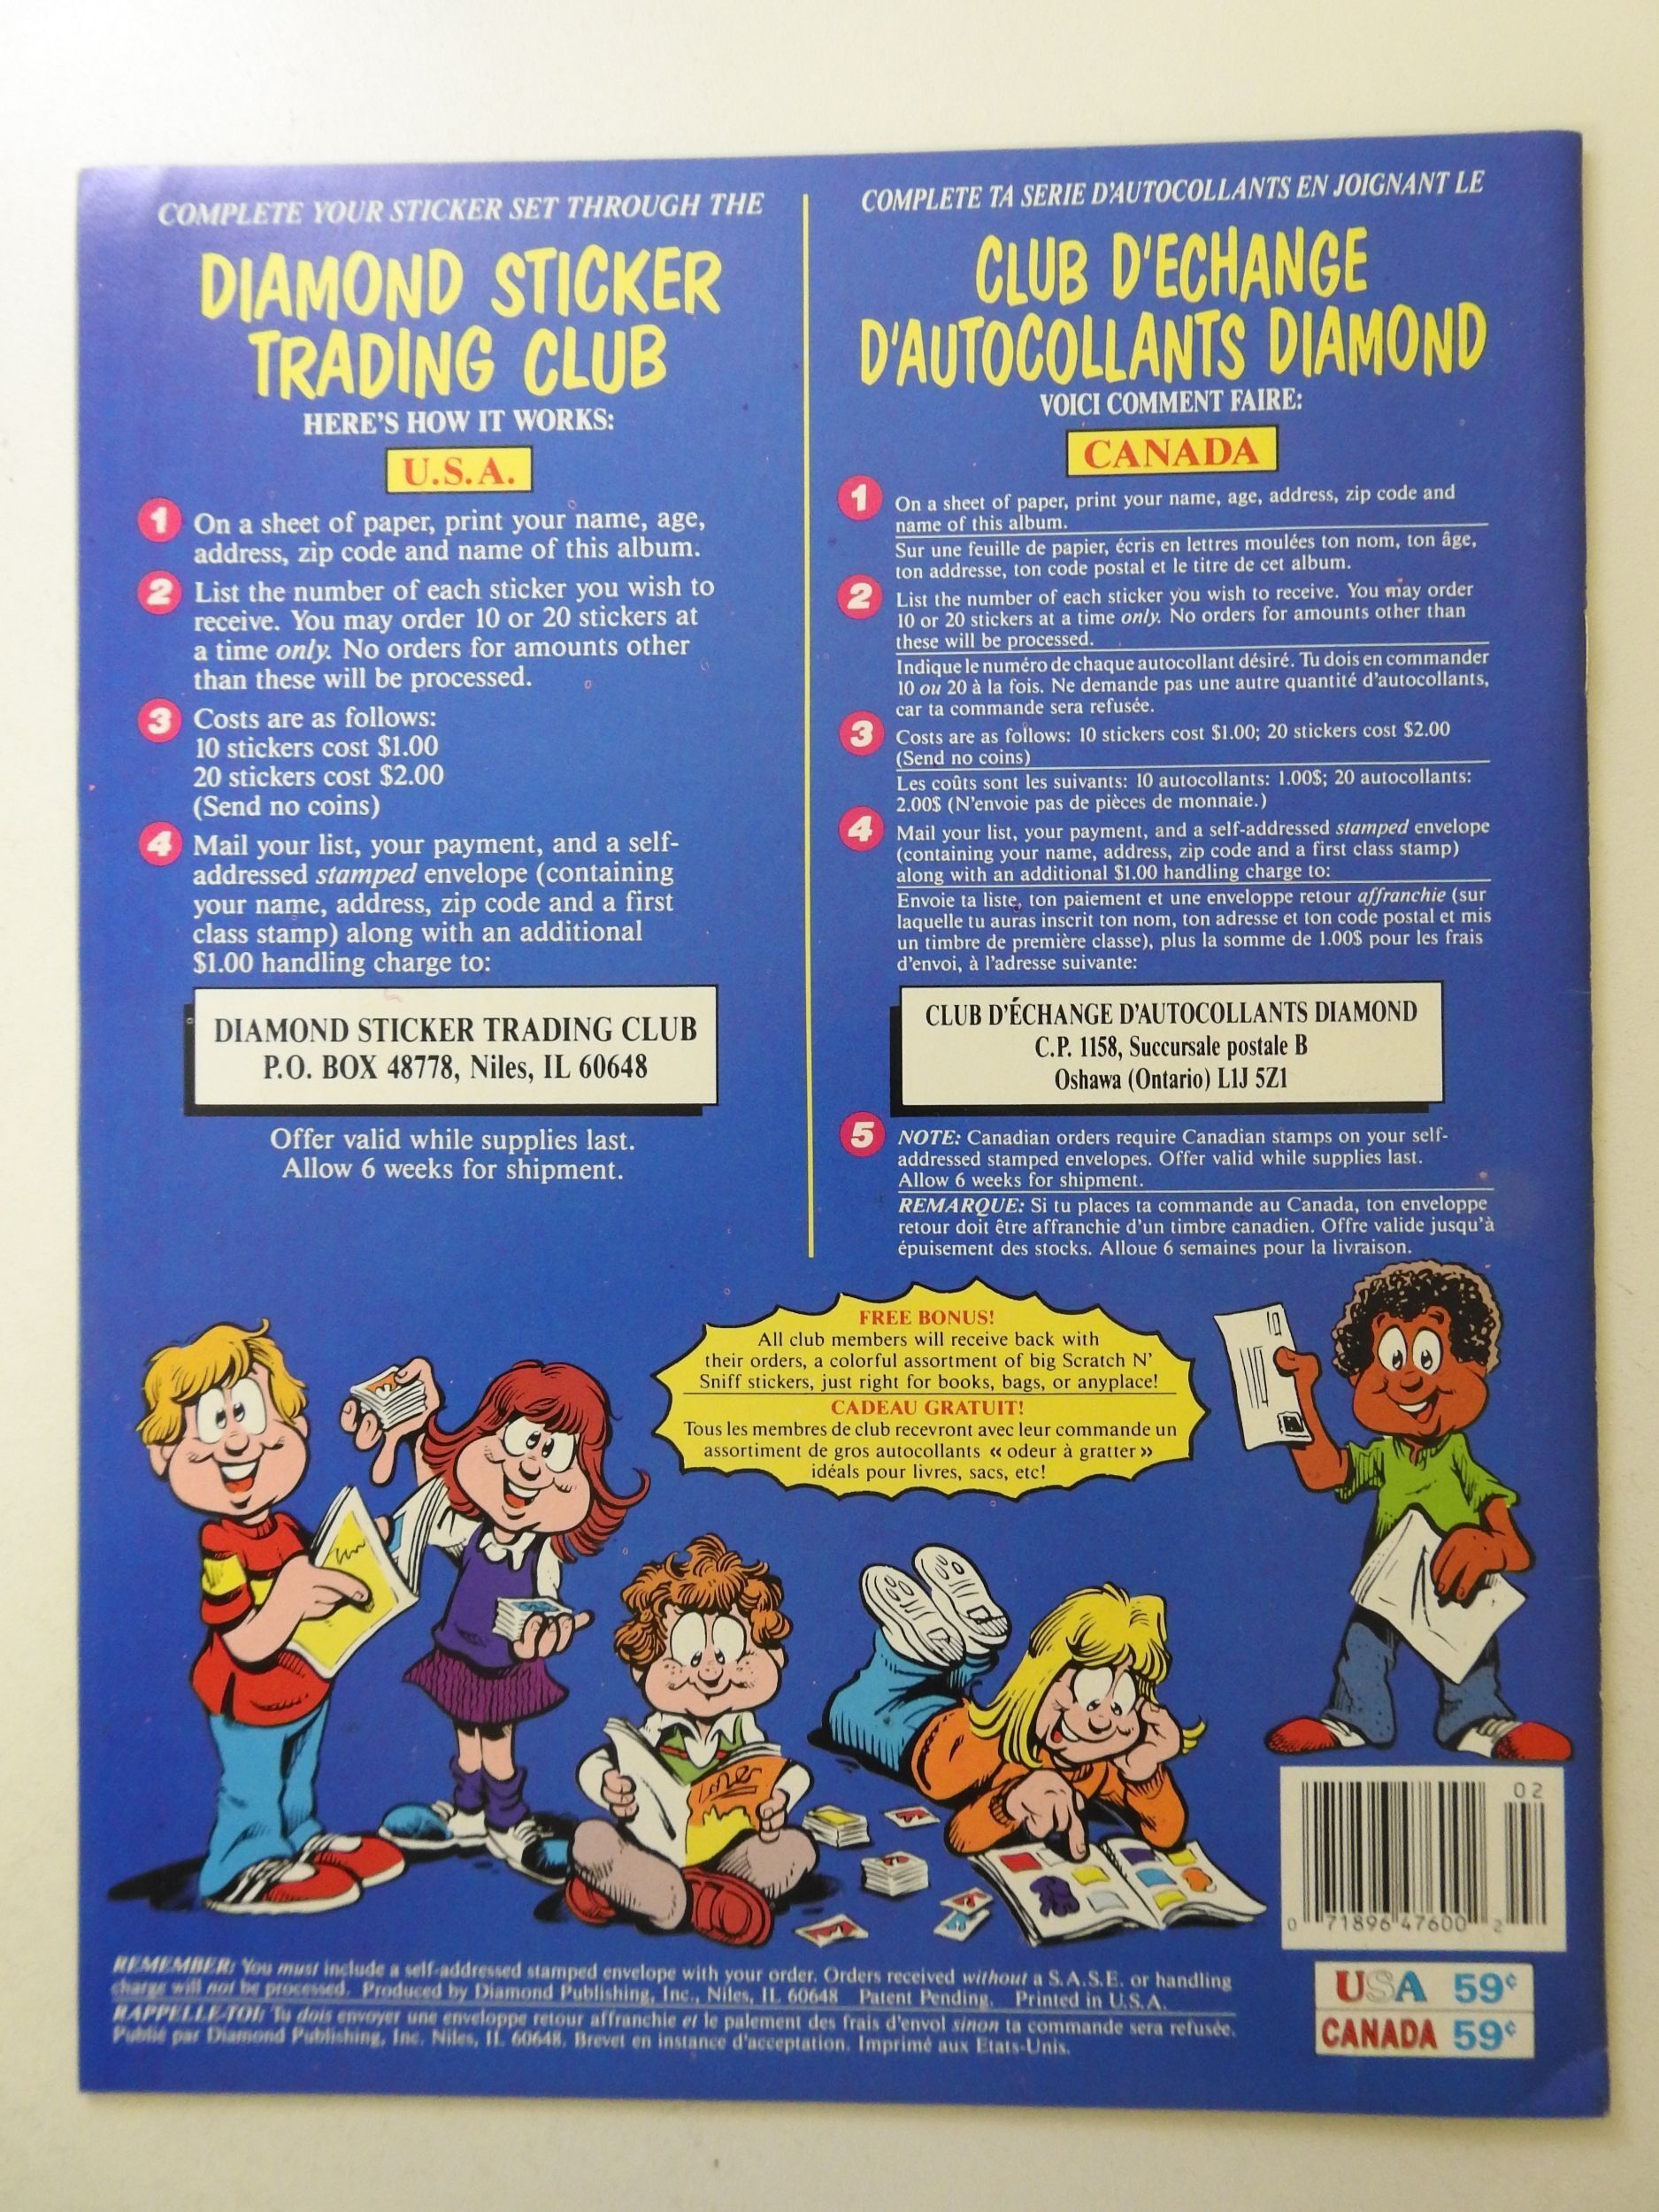 COMPLETE YOUR STICKER SET THROUGH THE
DIAMOND STICKER
TRADING CLUB
HERE'S HOW IT WORKS:
U.S.A.
1 On a sheet of paper, print your name, age,
address, zip code and name of this album.
2 List the number of each sticker you wish to
receive. You may order 10 or 20 stickers at
a time only. No orders for amounts other
than these will be processed.
3 Costs are as follows:
10 stickers cost $1.00
20 stickers cost $2.00
(Send no coins)
4 Mail your list, your payment, and a self-
addressed stamped envelope (containing
your name, address, zip code and a first
class stamp) along with an additional
$1.00 handling charge to:
DIAMOND STICKER TRADING CLUB
P.O. BOX 48778, Niles, IL 60648
Offer valid while supplies last.
Allow 6 weeks for shipment.
COMPLETE TA SERIE D'AUTOCOLLANTS EN JOIGNANT LE
CLUB D'ECHANGE
D'AUTOCOLLANTS DIAMOND
VOICI COMMENT FAIRE:
CANADA
1 On a sheet of paper, print your name, age, address, zip code and
name of this album.
Sur une feuille de papier, écris en lettres moulées ton nom, ton âge,
ton addresse, ton code postal et le titre de cet album.
2 List the number of each sticker you wish to receive. You may order
10 or 20 stickers at a time only. No orders for amounts other than
these will be processed.
Indique le numéro de chaque autocollant désiré. Tu dois en commander
10 ou 20 à la fois. Ne demande pas une autre quantité d'autocollants,
car ta commande sera refusée.
3 Costs are as follows: 10 stickers cost $1.00; 20 stickers cost $2.00
(Send no coins)
Les coûts sont les suivants: 10 autocollants: 1.00$; 20 autocollants:
2.00$ (N'envoie pas de pièces de monnaie.)
4 Mail your list, your payment, and a self-addressed stamped envelope
(containing your name, address, zip code and a first class stamp)
along with an additional $1.00 handling charge to:
Envoie ta liste, ton paiement et une enveloppe retour affranchie (sur
laquelle tu auras inscrit ton nom, ton adresse et ton code postal et mis
un timbre de première classe), plus la somme de 1.00$ pour les frais
d'envoi, à l'adresse suivante:
CLUB D'ÉCHANGE D'AUTOCOLLANTS DIAMOND
C.P. 1158, Succursale postale B
Oshawa (Ontario) L1J 5Z1
5 NOTE: Canadian orders require Canadian stamps on your self-
addressed stamped envelopes. Offer valid while supplies last.
Allow 6 weeks for shipment.
REMARQUE: Si tu places ta commande au Canada, ton enveloppe
retour doit être affranchie d'un timbre canadien. Offre valide jusqu'à
épuisement des stocks. Alloue 6 semaines pour la livraison.
FREE BONUS!
All club members will receive back with
their orders, a colorful assortment of big Scratch N'
Sniff stickers, just right for books, bags, or anyplace!
CADEAU GRATUIT!
Tous les membres de club recevront avec leur commande un
assortiment de gros autocollants « odeur à gratter »
idéals pour livres, sacs, etc!
02
0 71896 47600 2
REMEMBER: You must include a self-addressed stamped envelope with your order. Orders received without a S.A.S.E. or handling
charge will not be processed. Produced by Diamond Publishing, Inc., Niles, IL 60648 Patent Pending. Printed in U.S.A.
RAPPELLE-TOI: Tu dois envoyer une enveloppe retour affranchie et le paiement des frais d'envoi sinon ta commande sera refusée.
Publié par Diamond Publishing, Inc. Niles, IL 60648. Brevet en instance d'acceptation. Imprimé aux Etats-Unis.
USA 59¢
CANADA 59¢